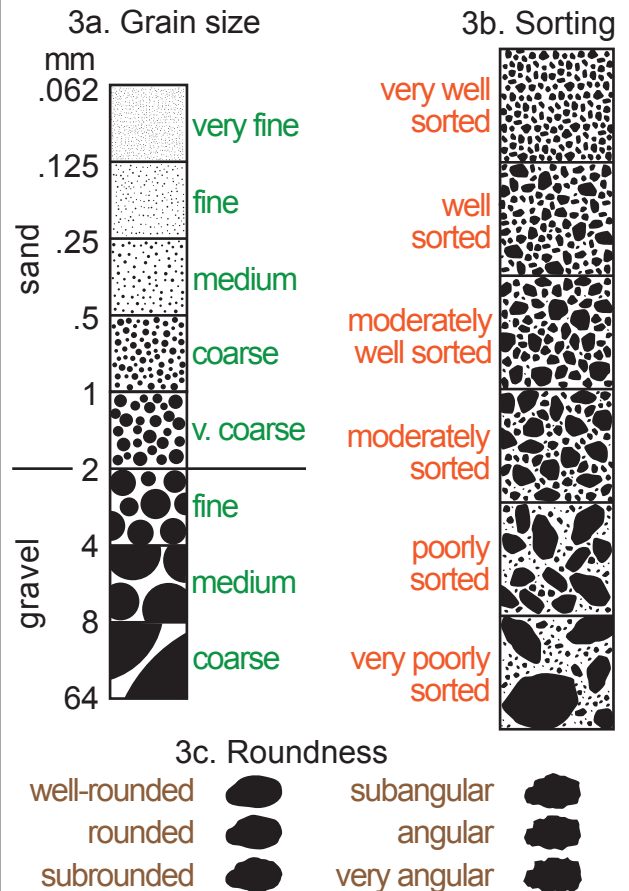 3a. Grain size
mm
.062
very fine
.125
fine
.25
medium
.5
coarse
1
v. coarse
2
fine
4
medium
8
coarse
64
sand
gravel
3b. Sorting
very well
sorted
well
sorted
moderately
well sorted
moderately
sorted
poorly
sorted
very poorly
sorted
3c. Roundness
well-rounded
rounded
subrounded
subangular
angular
very angular